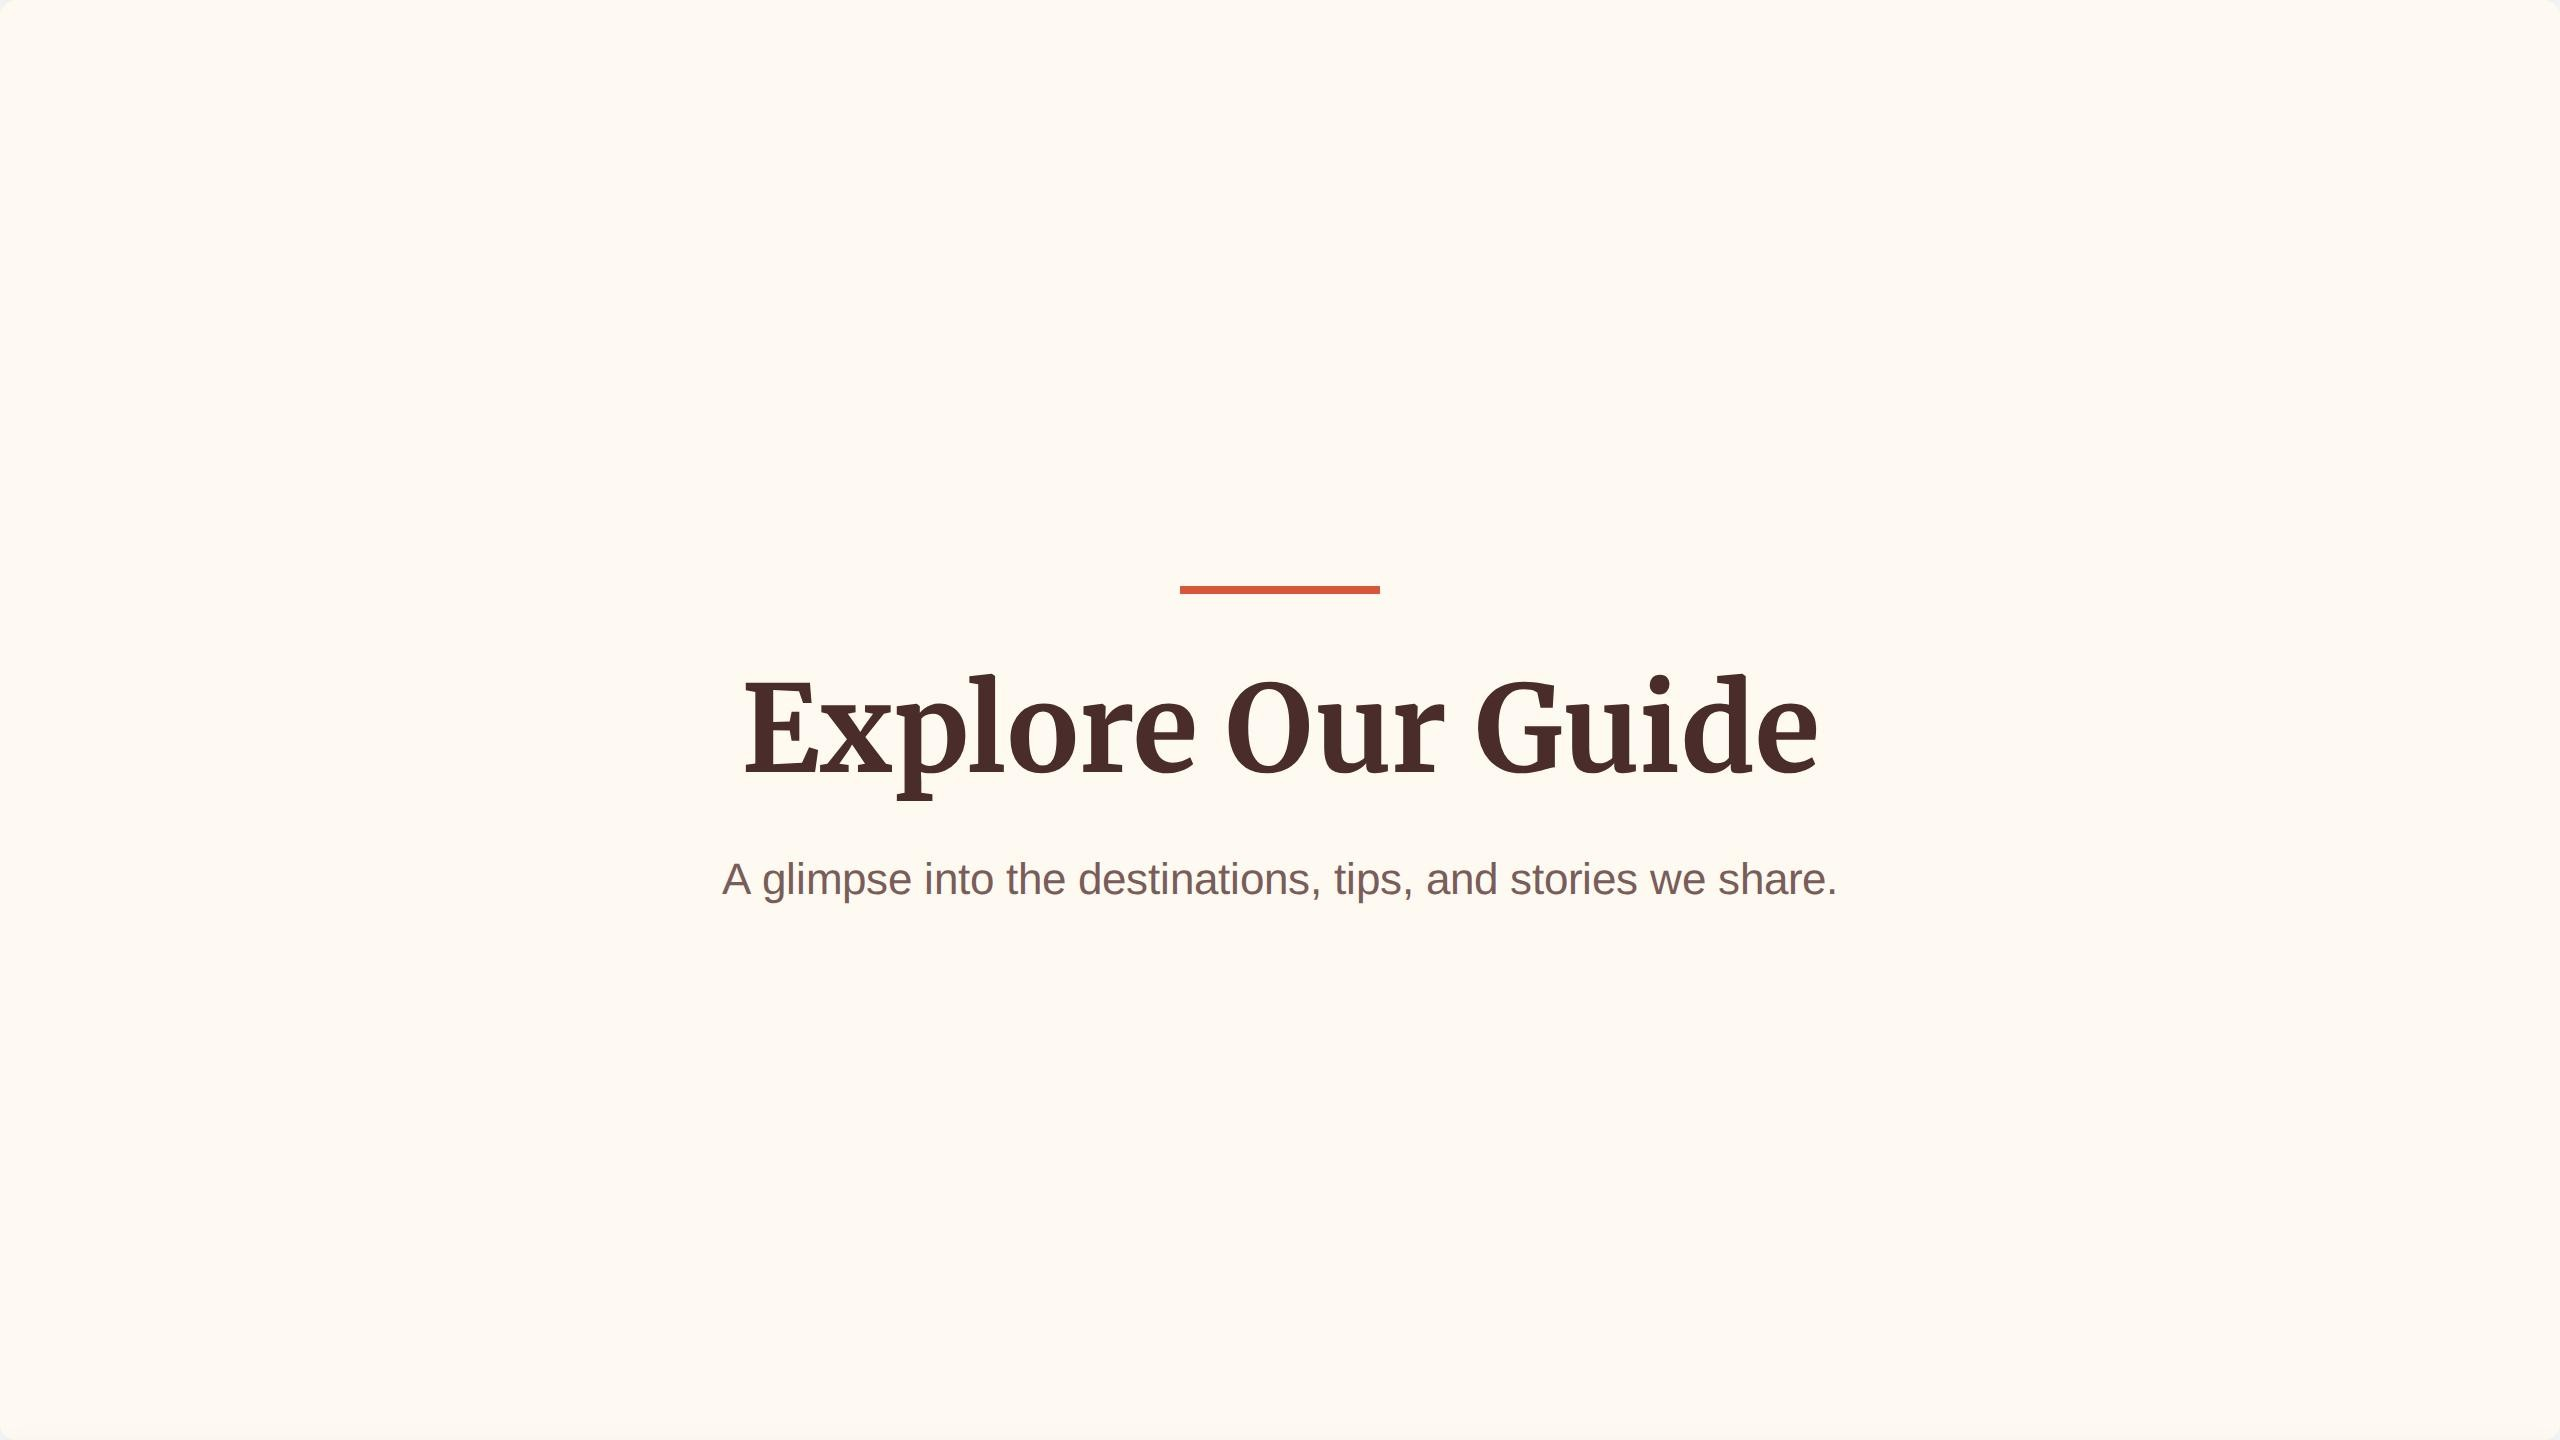 Explore Our Guide
A glimpse into the destinations, tips, and stories we share.